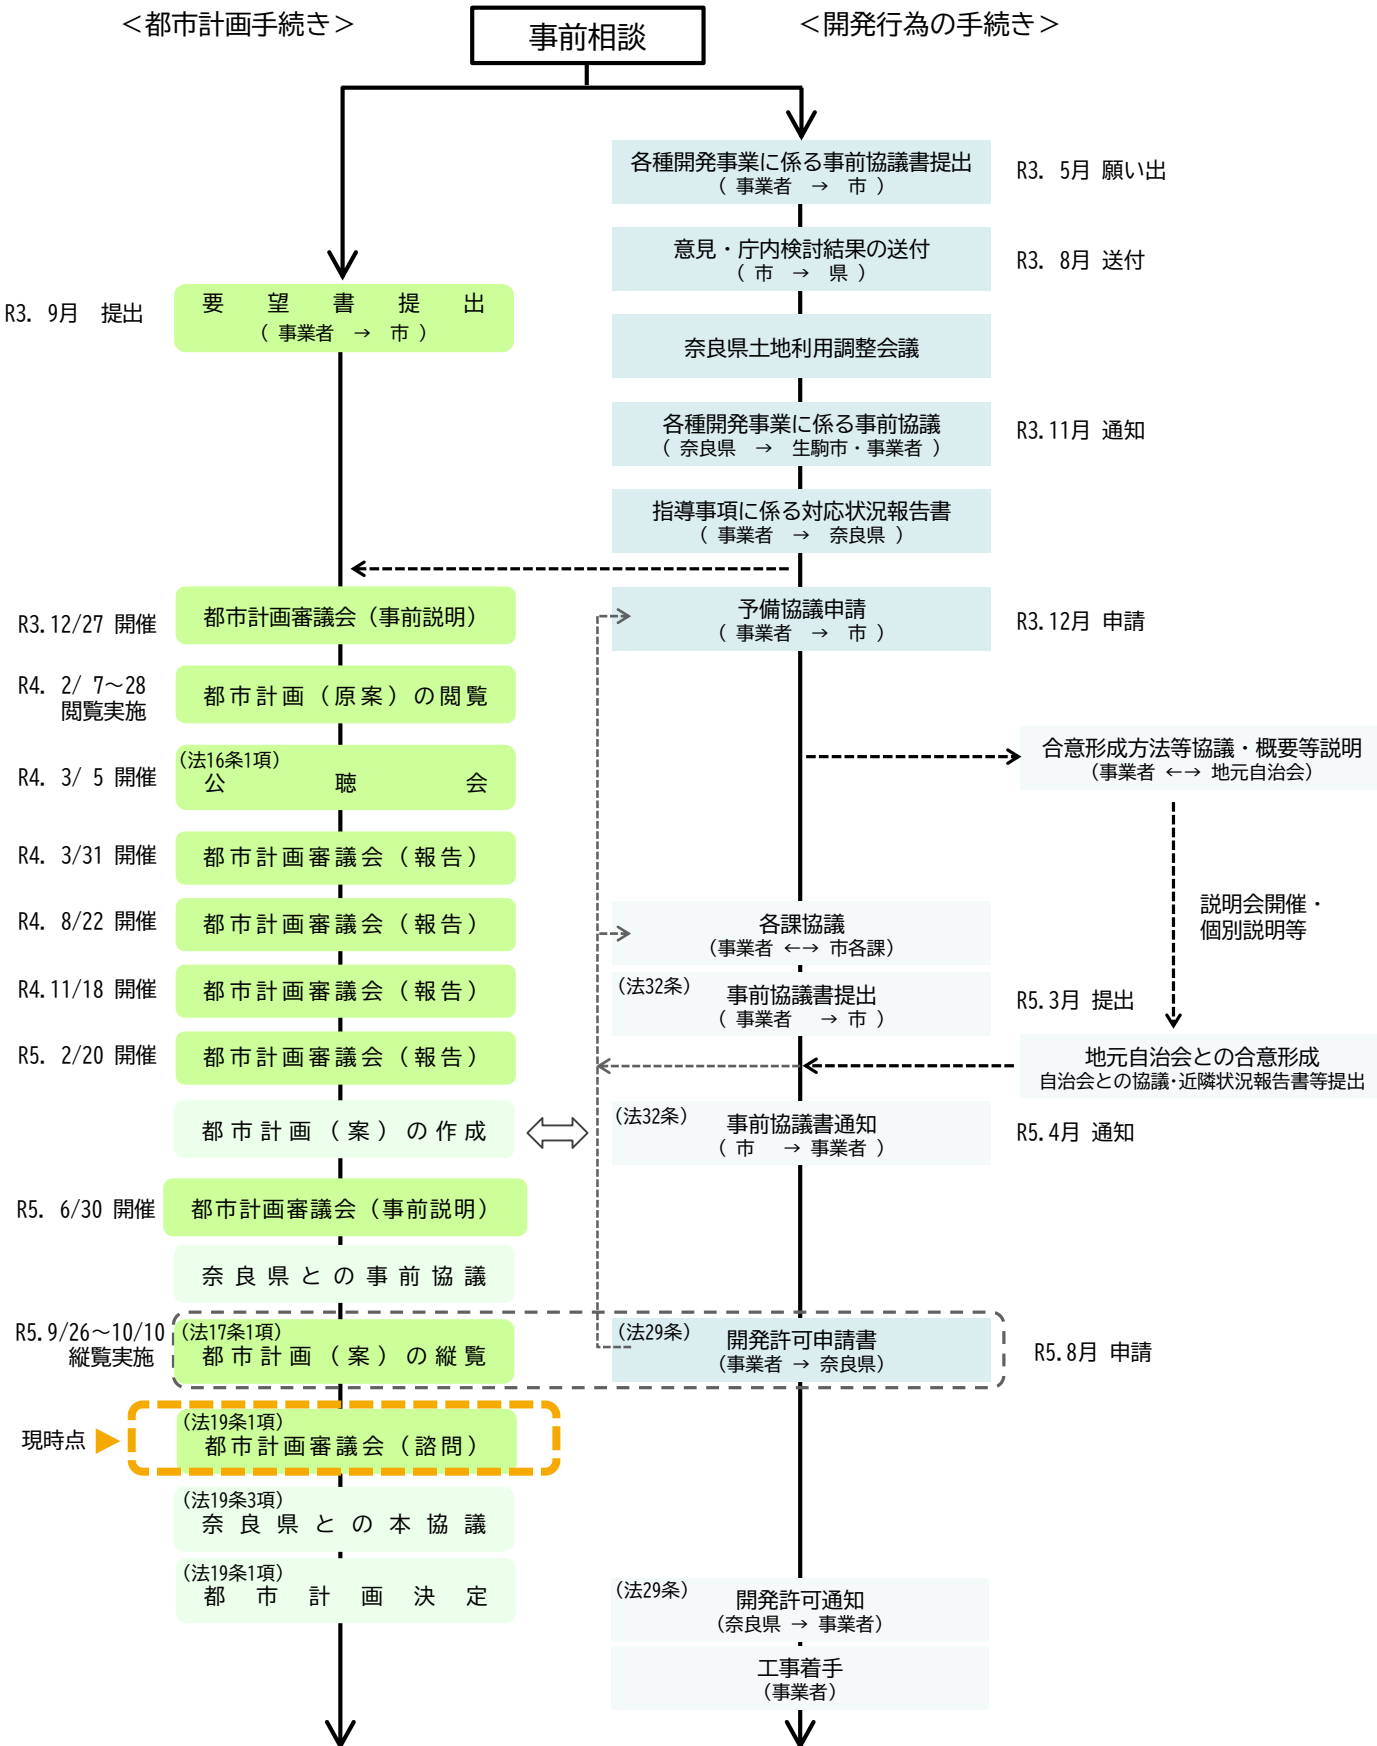 ＜都市計画手続き＞
事前相談
＜開発行為の手続き＞
各種開発事業に係る事前協議書提出
（ 事業者 → 市 ）
R3. 5月 願い出
意見・庁内検討結果の送付
（ 市 → 県 ）
R3. 8月 送付
R3. 9月 提出
要望書提出
（ 事業者 → 市 ）
奈良県土地利用調整会議
各種開発事業に係る事前協議
（ 奈良県 → 生駒市・事業者 ）
R3.11月 通知
指導事項に係る対応状況報告書
（ 事業者 → 奈良県 ）
R3.12/27 開催
都市計画審議会（事前説明）
予備協議申請
（ 事業者 → 市 ）
R3.12月 申請
R4. 2/ 7～28
閲覧実施
都市計画（原案）の閲覧
R4. 3/ 5 開催
(法16条1項)
公聴会
合意形成方法等協議・概要等説明
（事業者 ←→ 地元自治会）
R4. 3/31 開催
都市計画審議会（報告）
説明会開催・
個別説明等
R4. 8/22 開催
都市計画審議会（報告）
各課協議
（事業者 ←→ 市各課）
R4.11/18 開催
都市計画審議会（報告）
(法32条)
事前協議書提出
（ 事業者 → 市 ）
R5.3月 提出
R5. 2/20 開催
都市計画審議会（報告）
地元自治会との合意形成
自治会との協議・近隣状況報告書等提出
都市計画（案）の作成
(法32条)
事前協議書通知
（ 市 → 事業者 ）
R5.4月 通知
R5. 6/30 開催
都市計画審議会（事前説明）
奈良県との事前協議
R5.9/26～10/10
縦覧実施
(法17条1項)
都市計画（案）の縦覧
(法29条)
開発許可申請書
（事業者 → 奈良県）
R5.8月 申請
現時点
(法19条1項)
都市計画審議会（諮問）
(法19条3項)
奈良県との本協議
(法19条1項)
都市計画決定
(法29条)
開発許可通知
（奈良県 → 事業者）
工事着手
（事業者）